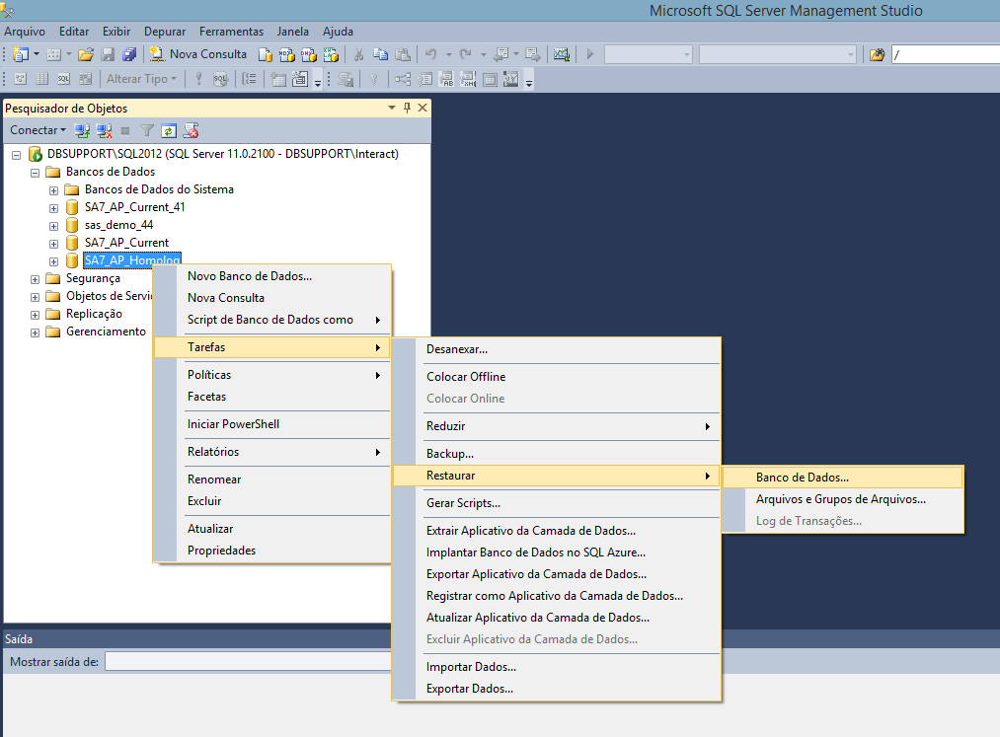 Microsoft SQL Server Management Studio
Arquivo Editar Exibir Depurar Ferramentas Janela Ajuda
Nova Consulta /
Alterar Tipo
Pesquisador de Objetos
Conectar
DBSUPPORT\SQL2012 (SQL Server 11.0.2100 - DBSUPPORT\Interact)
Bancos de Dados
Bancos de Dados do Sistema
SA7_AP_Current_41
sas_demo_44
SA7_AP_Current
SA7_AP_Homolog
Segurança
Objetos de Servi
Replicação
Gerenciamento
Novo Banco de Dados...
Nova Consulta
Script de Banco de Dados como
Tarefas
Políticas
Facetas
Iniciar PowerShell
Relatórios
Renomear
Excluir
Atualizar
Propriedades
Desanexar...
Colocar Offline
Colocar Online
Reduzir
Backup...
Restaurar
Gerar Scripts...
Extrair Aplicativo da Camada de Dados...
Implantar Banco de Dados no SQL Azure...
Exportar Aplicativo da Camada de Dados...
Registrar como Aplicativo da Camada de Dados...
Atualizar Aplicativo da Camada de Dados...
Excluir Aplicativo da Camada de Dados...
Importar Dados...
Exportar Dados...
Banco de Dados...
Arquivos e Grupos de Arquivos...
Log de Transações...
Saída
Mostrar saída de: